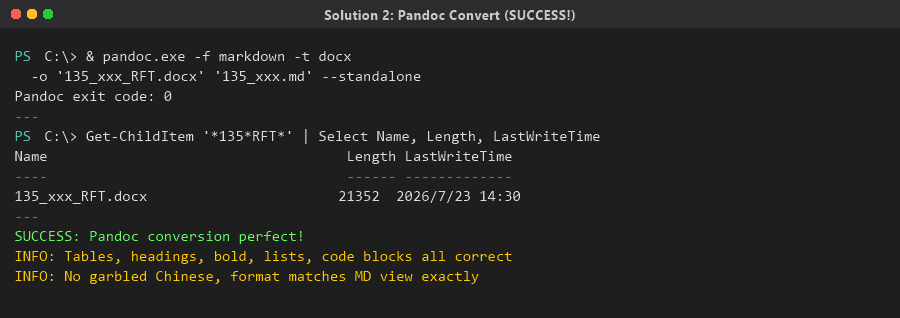 Solution 2: Pandoc Convert (SUCCESS!)
PS C:\> & pandoc.exe -f markdown -t docx
-o '135_xxx_RFT.docx' '135_xxx.md' --standalone
Pandoc exit code: 0
---
PS C:\> Get-ChildItem '*135*RFT*' | Select Name, Length, LastWriteTime
Name Length LastWriteTime
---- ------ -------------
135_xxx_RFT.docx 21352 2026/7/23 14:30
---
SUCCESS: Pandoc conversion perfect!
INFO: Tables, headings, bold, lists, code blocks all correct
INFO: No garbled Chinese, format matches MD view exactly